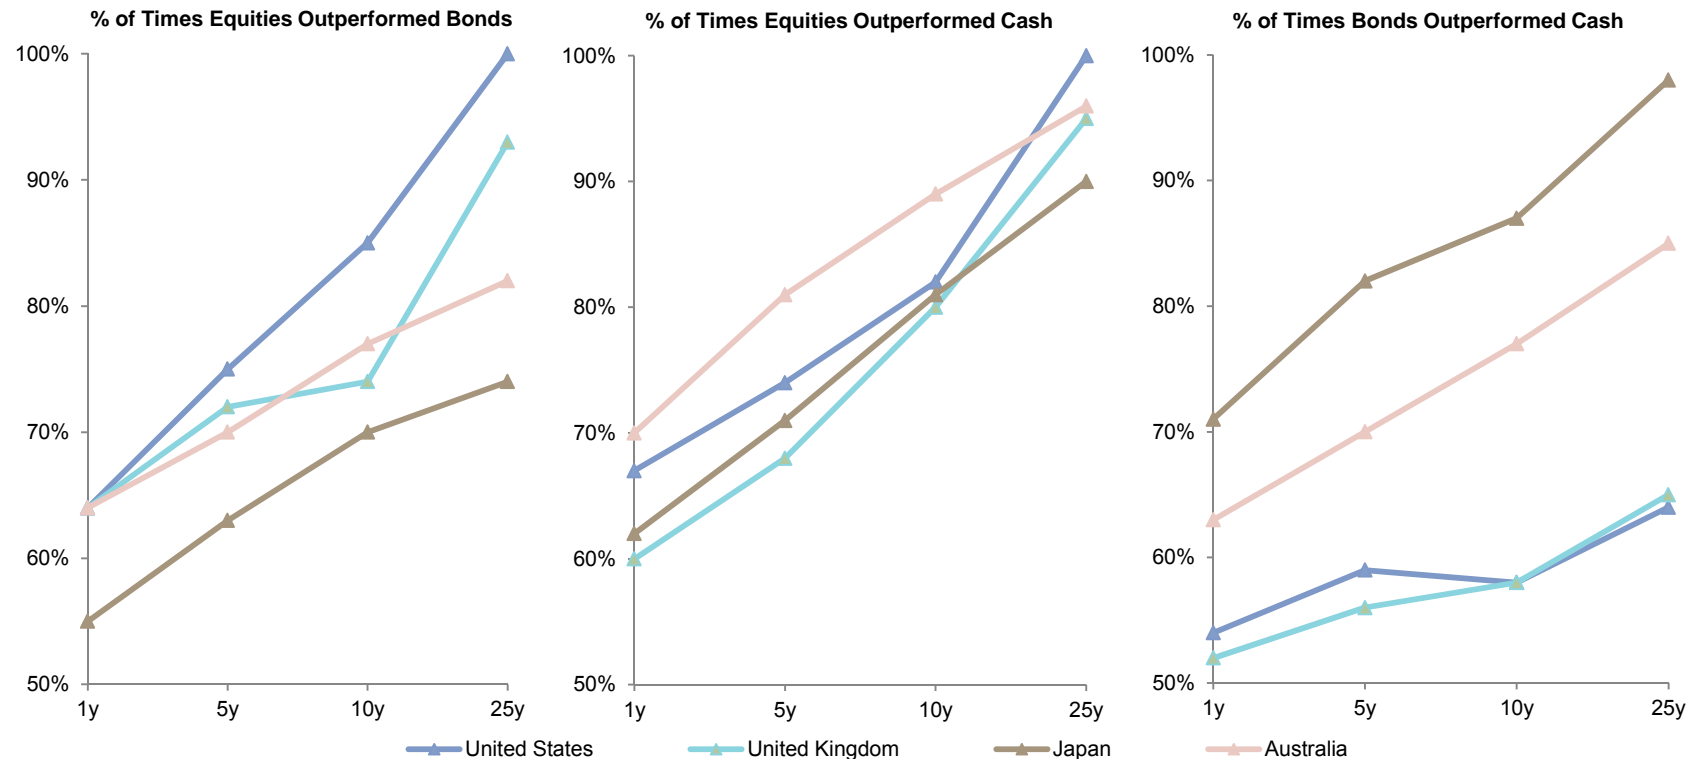 % of Times Equities Outperformed Bonds
100%
90%
80%
70%
60%
50%
1y 5y 10y 25y
% of Times Equities Outperformed Cash
100%
90%
80%
70%
60%
50%
1y 5y 10y 25y
% of Times Bonds Outperformed Cash
100%
90%
80%
70%
60%
50%
1y 5y 10y 25y
United States United Kingdom Japan Australia